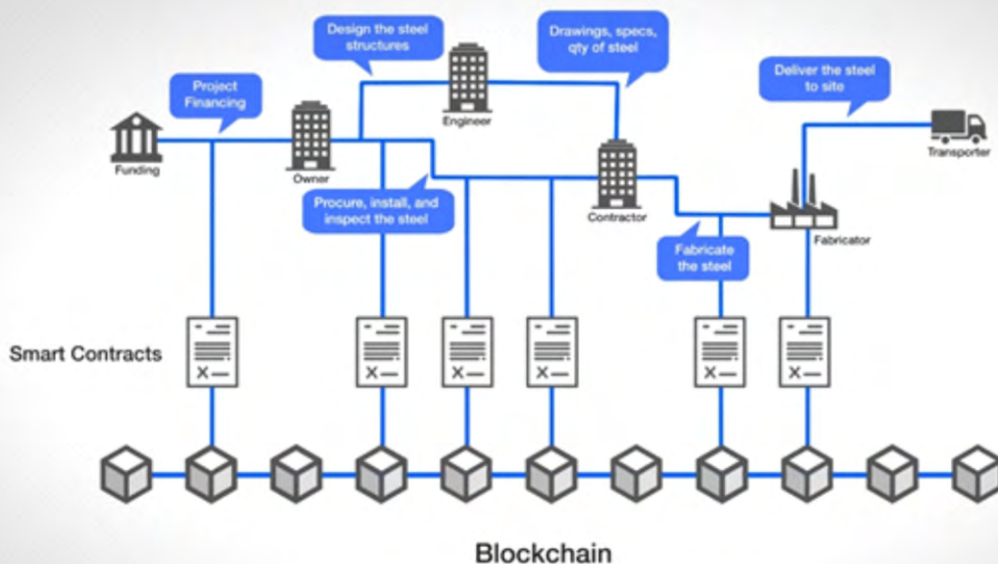 Design the steel
structures
Drawings, specs,
qty of steel
Project
Financing
Deliver the steel
to site
Engineer
Funding
Owner
Transporter
Procure, install, and
inspect the steel
Contractor
Fabricator
Fabricate
the steel
Smart Contracts
X
X
X
X
X
X
Blockchain